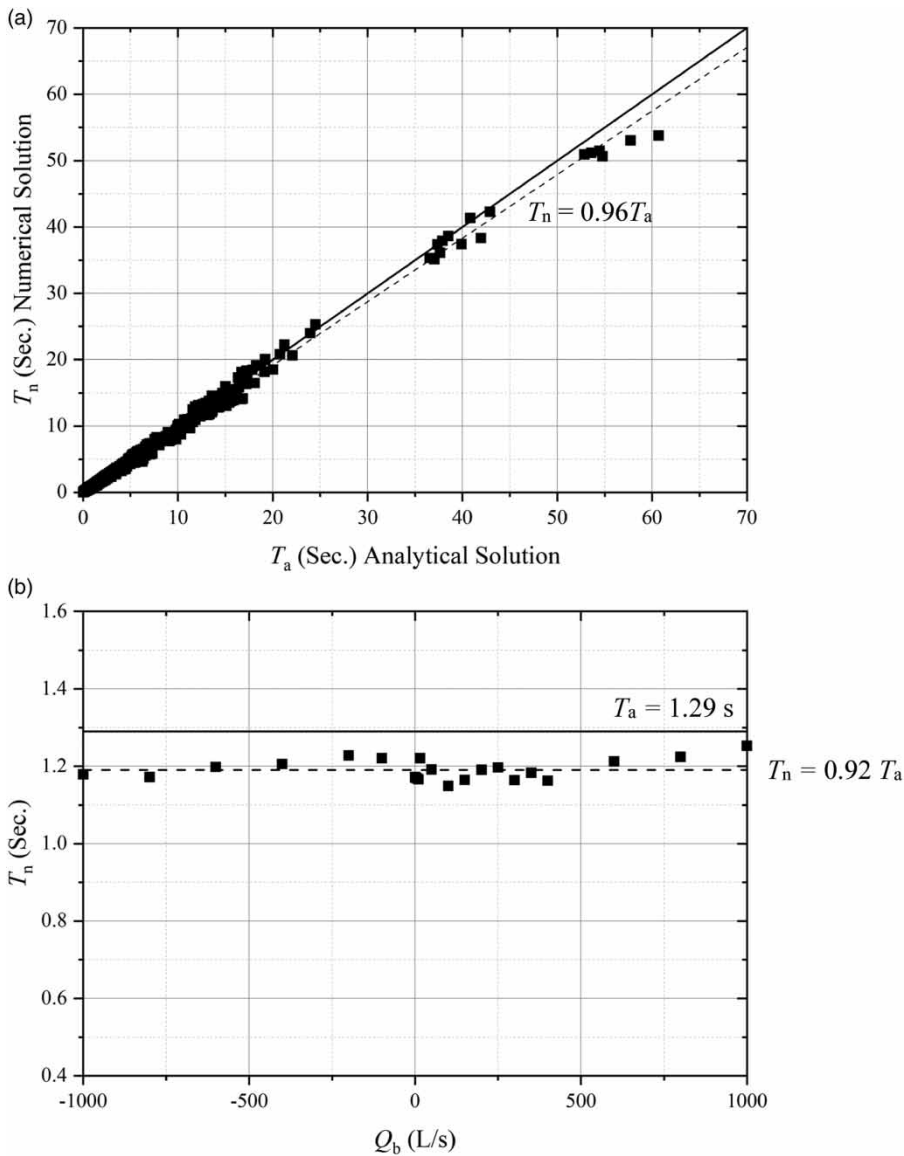 (a)
70
60
50
40
30
20
10
0
Tn (Sec.) Numerical Solution
Tn = 0.96Ta
0 10 20 30 40 50 60 70
Ta (Sec.) Analytical Solution
(b)
1.6
1.4
1.2
1.0
0.8
0.6
0.4
Tn (Sec.)
Ta = 1.29 s
Tn = 0.92 Ta
-1000 -500 0 500 1000
Qb (L/s)